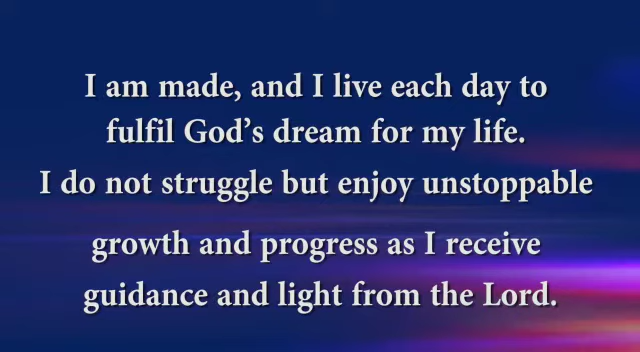 I am made, and I live each day to
fulfil God's dream for my life.
I do not struggle but enjoy unstoppable
growth and progress as I receive
guidance and light from the Lord.